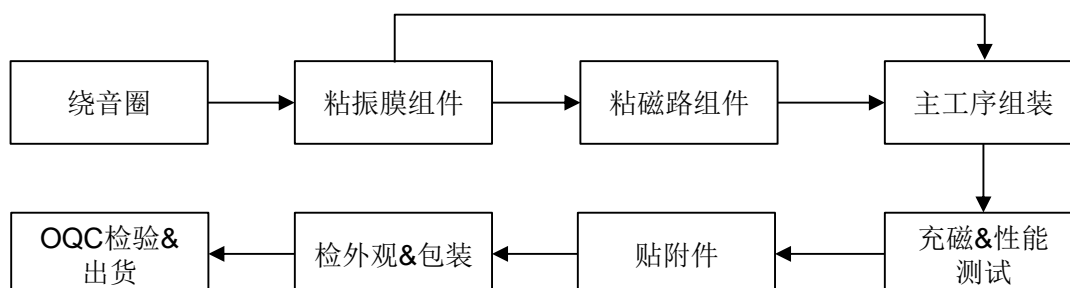 绕音圈
粘振膜组件
粘磁路组件
主工序组装
OQC检验&
出货
检外观&包装
贴附件
充磁&性能
测试